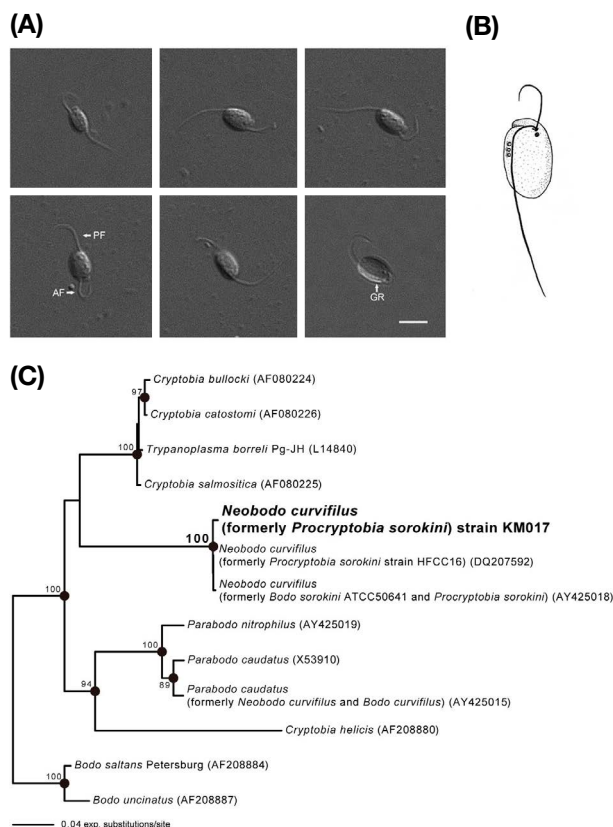 (A)
(B)
PF
AF
GR
(C)
Cryptobia bullocki (AF080224)
97
Cryptobia catostomi (AF080226)
100
Trypanoplasma borreli Pg-JH (L14840)
Cryptobia salmositica (AF080225)
Neobodo curvifilus
(formerly Procryptobia sorokini) strain KM017
100
Neobodo curvifilus
(formerly Procryptobia sorokini strain HFCC16) (DQ207592)
Neobodo curvifilus
(formerly Bodo sorokini ATCC50641 and Procryptobia sorokini) (AY425018)
100
Parabodo nitrophilus (AY425019)
100
Parabodo caudatus (X53910)
89
Parabodo caudatus
(formerly Neobodo curvifilus and Bodo curvifilus) (AY425015)
94
Cryptobia helicis (AF208880)
Bodo saltans Petersburg (AF208884)
100
Bodo uncinatus (AF208887)
0.04 exp. substitutions/site